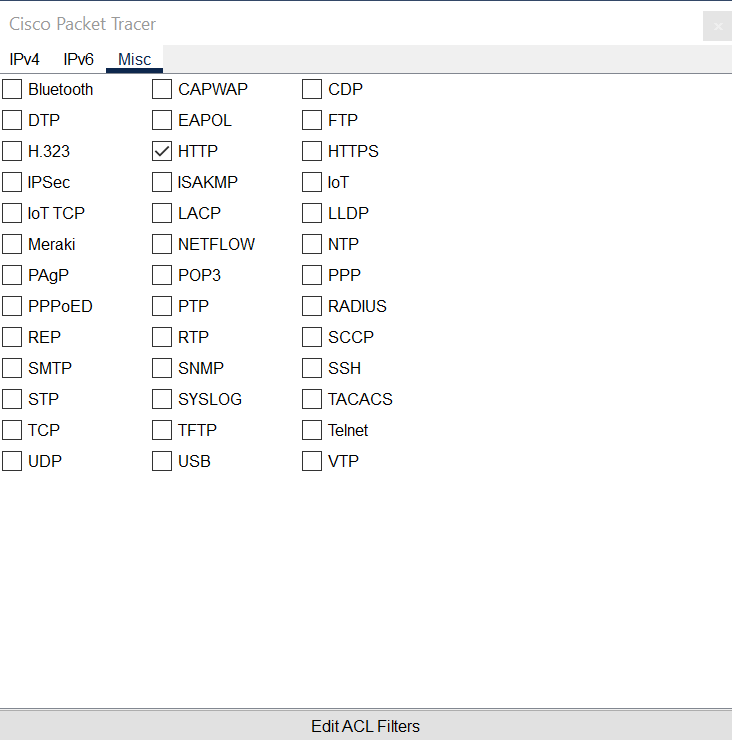 Cisco Packet Tracer
IPv4 IPv6 Misc
Bluetooth CAPWAP CDP
DTP EAPOL FTP
H.323 HTTP HTTPS
IPSec ISAKMP IoT
IoT TCP LACP LLDP
Meraki NETFLOW NTP
PAgP POP3 PPP
PPPoED PTP RADIUS
REP RTP SCCP
SMTP SNMP SSH
STP SYSLOG TACACS
TCP TFTP Telnet
UDP USB VTP
Edit ACL Filters